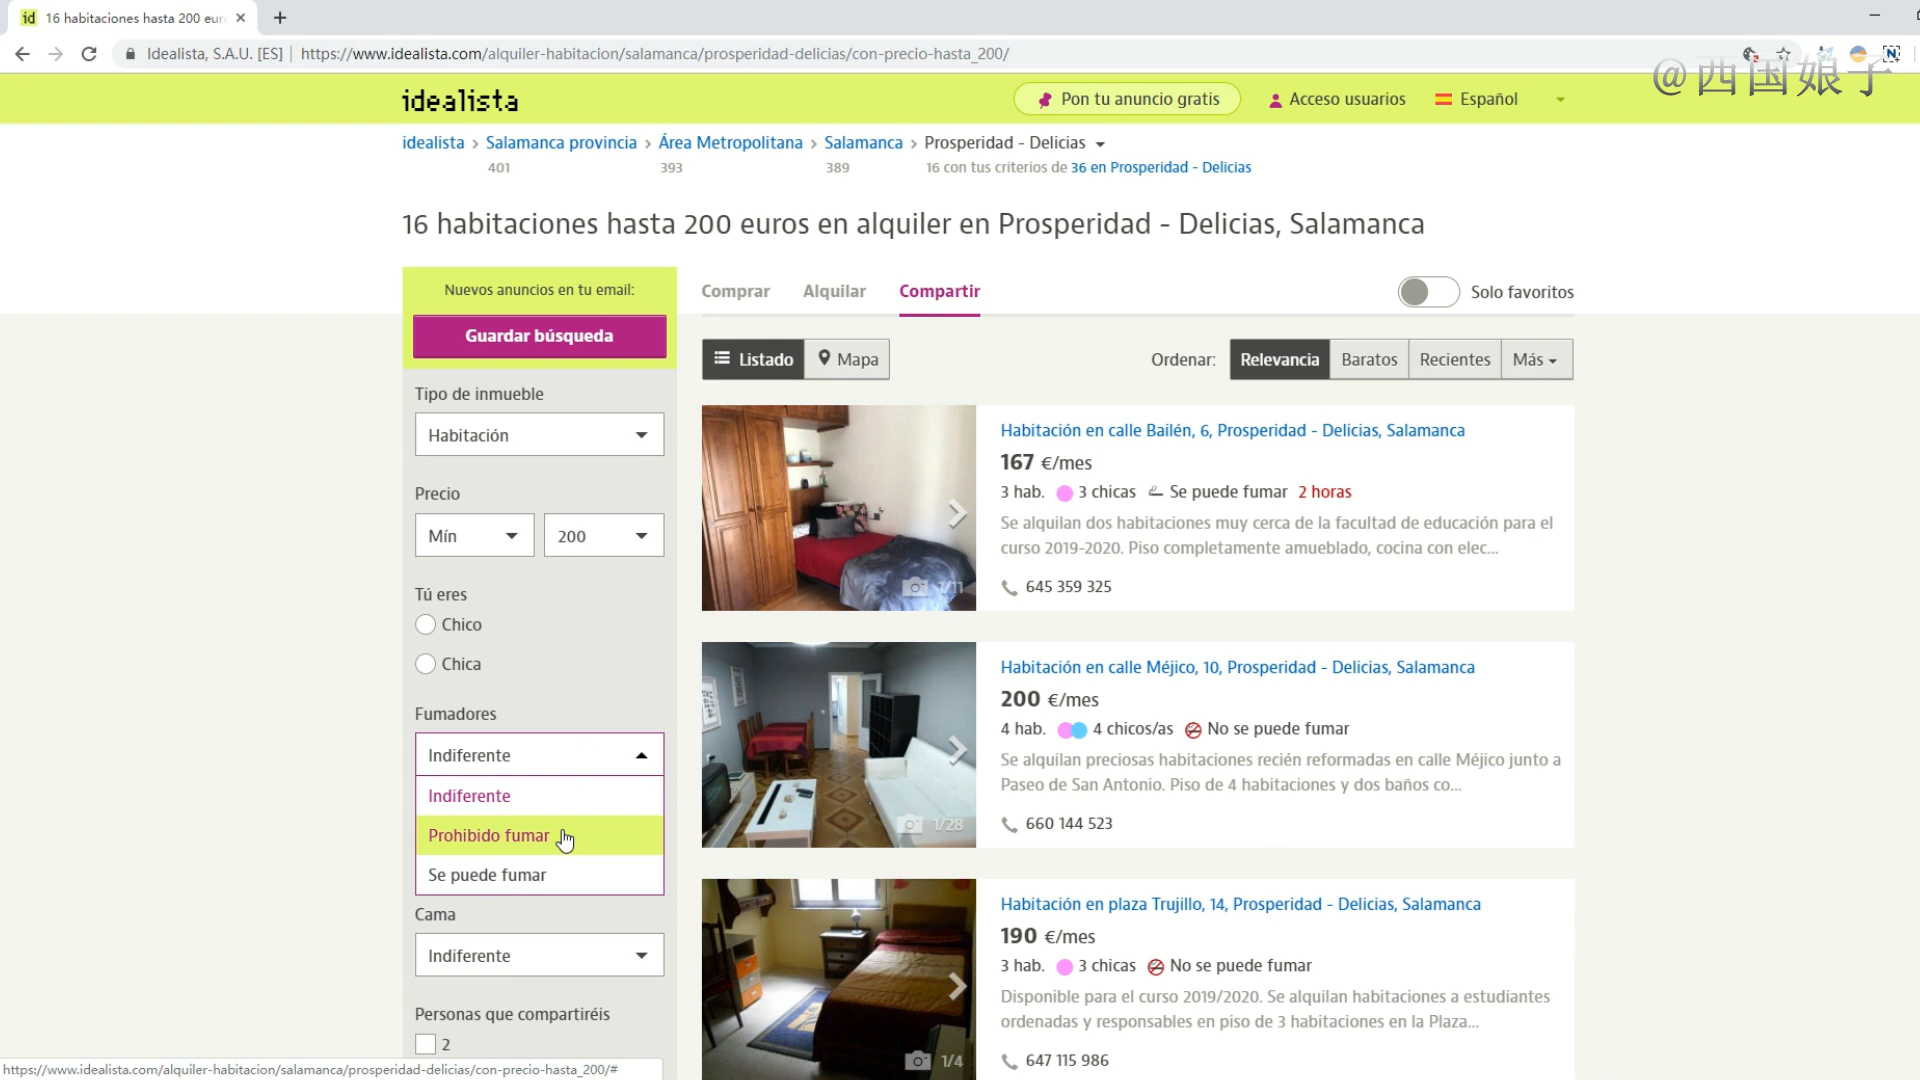 16 habitaciones hasta 200 eur
Idealista, S.A.U. [ES] | https://www.idealista.com/alquiler-habitacion/salamanca/prosperidad-delicias/con-precio-hasta_200/
@西国娘子
idealista
Pon tu anuncio gratis
Acceso usuarios
Español
idealista › Salamanca provincia › Área Metropolitana › Salamanca › Prosperidad - Delicias
401 393 389 16 con tus criterios de 36 en Prosperidad - Delicias
16 habitaciones hasta 200 euros en alquiler en Prosperidad - Delicias, Salamanca
Nuevos anuncios en tu email:
Guardar búsqueda
Comprar Alquilar Compartir
Solo favoritos
Listado Mapa
Ordenar: Relevancia Baratos Recientes Más
Tipo de inmueble
Habitación
Precio
Mín 200
Tú eres
Chico
Chica
Fumadores
Indiferente
Indiferente
Prohibido fumar
Se puede fumar
Cama
Indiferente
Personas que compartiréis
2
Habitación en calle Bailén, 6, Prosperidad - Delicias, Salamanca
167 €/mes
3 hab. 3 chicas Se puede fumar 2 horas
Se alquilan dos habitaciones muy cerca de la facultad de educación para el
curso 2019-2020. Piso completamente amueblado, cocina con elec...
645 359 325
1/11
Habitación en calle Méjico, 10, Prosperidad - Delicias, Salamanca
200 €/mes
4 hab. 4 chicos/as No se puede fumar
Se alquilan preciosas habitaciones recién reformadas en calle Méjico junto a
Paseo de San Antonio. Piso de 4 habitaciones y dos baños co...
660 144 523
1/28
Habitación en plaza Trujillo, 14, Prosperidad - Delicias, Salamanca
190 €/mes
3 hab. 3 chicas No se puede fumar
Disponible para el curso 2019/2020. Se alquilan habitaciones a estudiantes
ordenadas y responsables en piso de 3 habitaciones en la Plaza...
647 115 986
1/4
https://www.idealista.com/alquiler-habitacion/salamanca/prosperidad-delicias/con-precio-hasta_200/#